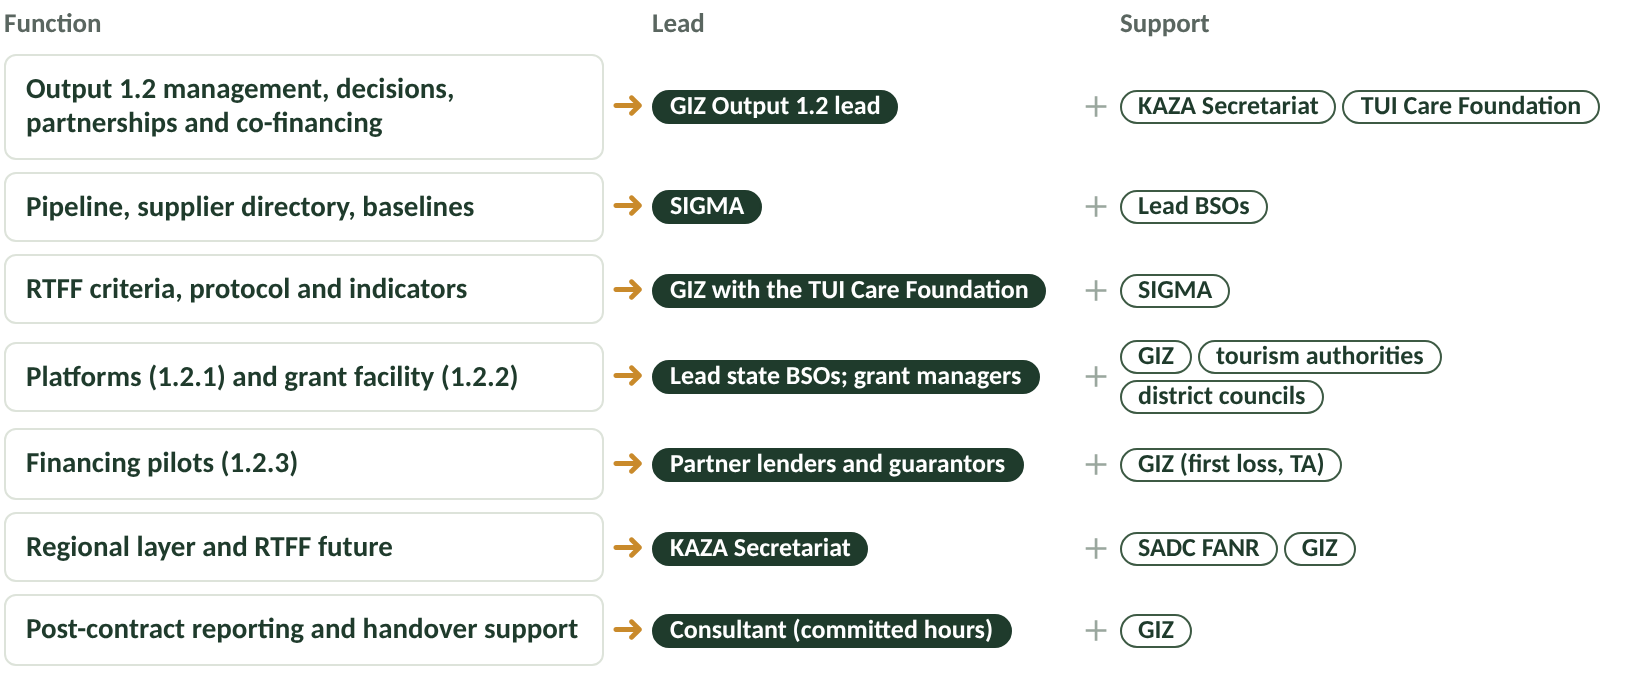 Function Lead Support
Output 1.2 management, decisions,
partnerships and co-financing
GIZ Output 1.2 lead
+ KAZA Secretariat TUI Care Foundation
Pipeline, supplier directory, baselines
SIGMA
+ Lead BSOs
RTFF criteria, protocol and indicators
GIZ with the TUI Care Foundation
+ SIGMA
Platforms (1.2.1) and grant facility (1.2.2)
Lead state BSOs; grant managers
+ GIZ tourism authorities
district councils
Financing pilots (1.2.3)
Partner lenders and guarantors
+ GIZ (first loss, TA)
Regional layer and RTFF future
KAZA Secretariat
+ SADC FANR GIZ
Post-contract reporting and handover support
Consultant (committed hours)
+ GIZ